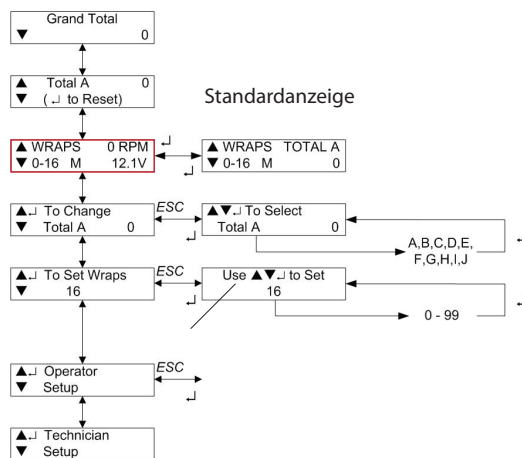 Grand Total
▼ 0
▲ Total A 0
▼ (↵ to Reset)
Standardanzeige
▲ WRAPS 0 RPM
▼ 0-16 M 12.1V
↵
↵
▲ WRAPS TOTAL A
▼ 0-16 M 0
▲↵ To Change
▼ Total A 0
ESC
↵
▲▼↵ To Select
Total A 0
A,B,C,D,E,
F,G,H,I,J
▲↵ To Set Wraps
▼ 16
ESC
↵
Use ▲▼↵ to Set
16
0 - 99
▲↵ Operator
▼ Setup
ESC
↵
▲↵ Technician
▼ Setup